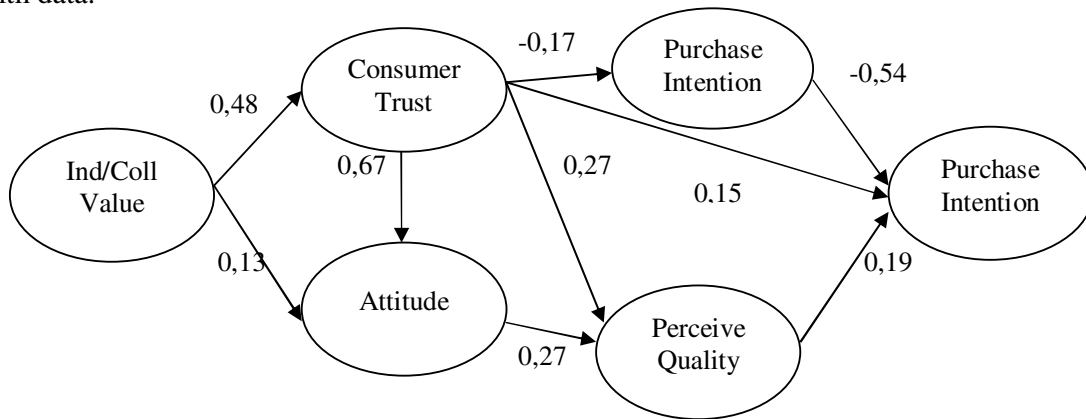 -0,17
Purchase
Intention
-0,54
Consumer
Trust
0,48
Ind/Coll
Value
0,67
0,27
0,15
Purchase
Intention
0,13
Attitude
0,27
Perceive
Quality
0,19